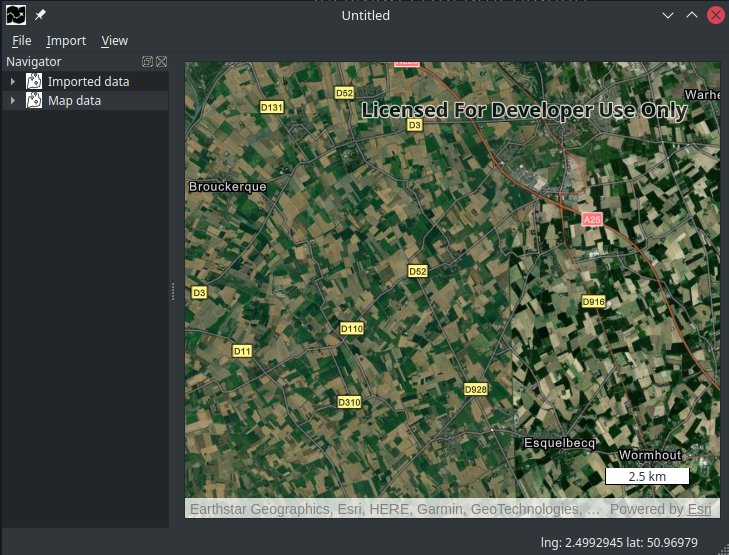 Untitled
File Import View
Navigator
Imported data
Map data
D52
D131
Licensed For Developer Use Only
Warhe
D3
Brouckerque
A25
D52
D3
D916
D110
D11
D928
D310
Esquelbecq
Wormhout
2.5 km
Earthstar Geographics, Esri, HERE, Garmin, GeoTechnologies, ... Powered by Esri
lng: 2.4992945 lat: 50.96979